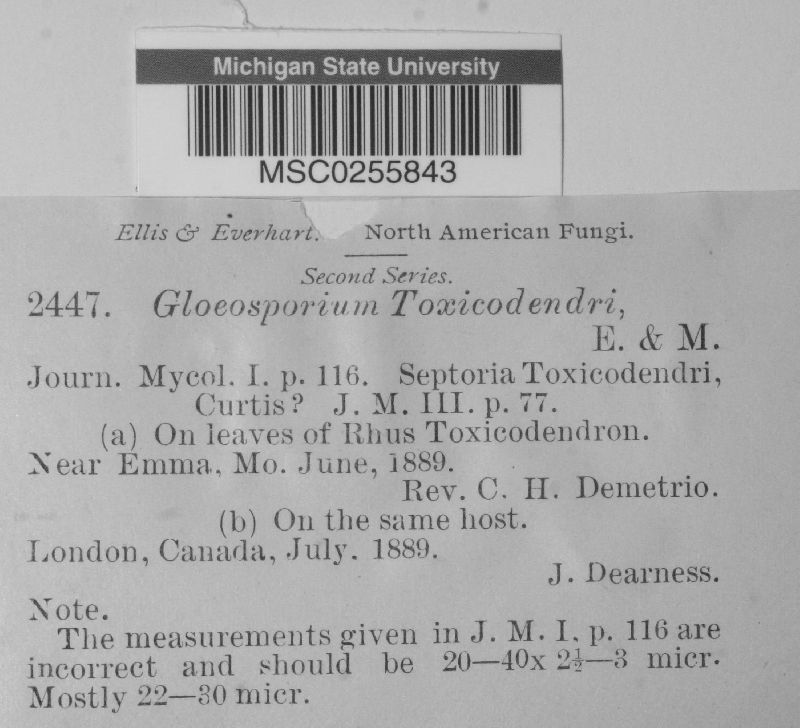 Michigan State University
MSC0255843
Ellis & Everhart. North American Fungi.
Second Series.
2447. Gloeosporium Toxicodendri,
E. & M.
Journ. Mycol. I. p. 116. Septoria Toxicodendri,
Curtis? J. M. III. p. 77.
(a) On leaves of Rhus Toxicodendron.
Near Emma, Mo. June, 1889.
Rev. C. H. Demetrio.
(b) On the same host.
London, Canada, July. 1889.
J. Dearness.
Note.
The measurements given in J. M. I. p. 116 are
incorrect and should be 20—40x 2½—3 micr.
Mostly 22—30 micr.